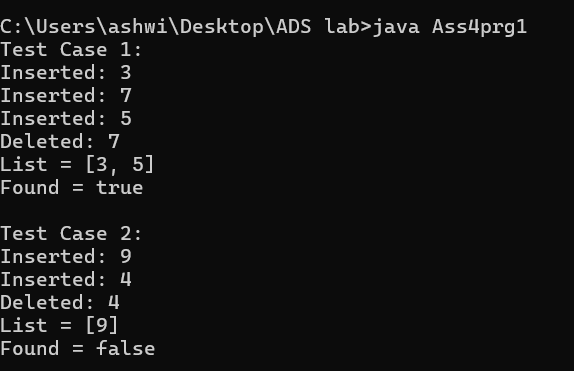 C:\Users\ashwi\Desktop\ADS lab>java Ass4prg1
Test Case 1:
Inserted: 3
Inserted: 7
Inserted: 5
Deleted: 7
List = [3, 5]
Found = true

Test Case 2:
Inserted: 9
Inserted: 4
Deleted: 4
List = [9]
Found = false